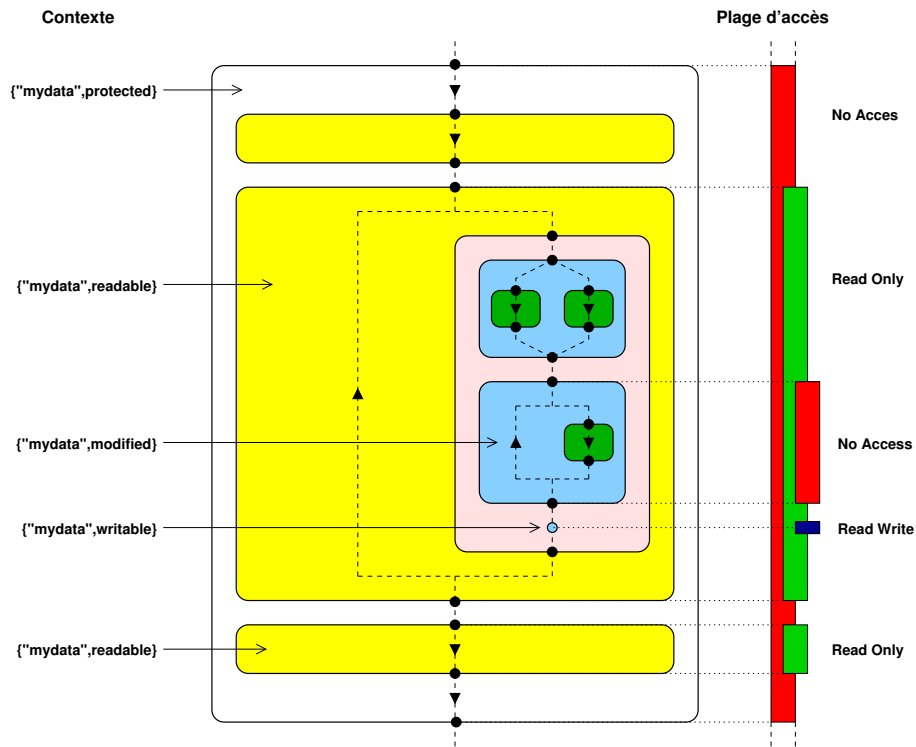 Contexte
Plage d'accès
{"mydata",protected}
No Acces
{"mydata",readable}
Read Only
{"mydata",modified}
No Access
{"mydata",writable}
Read Write
{"mydata",readable}
Read Only